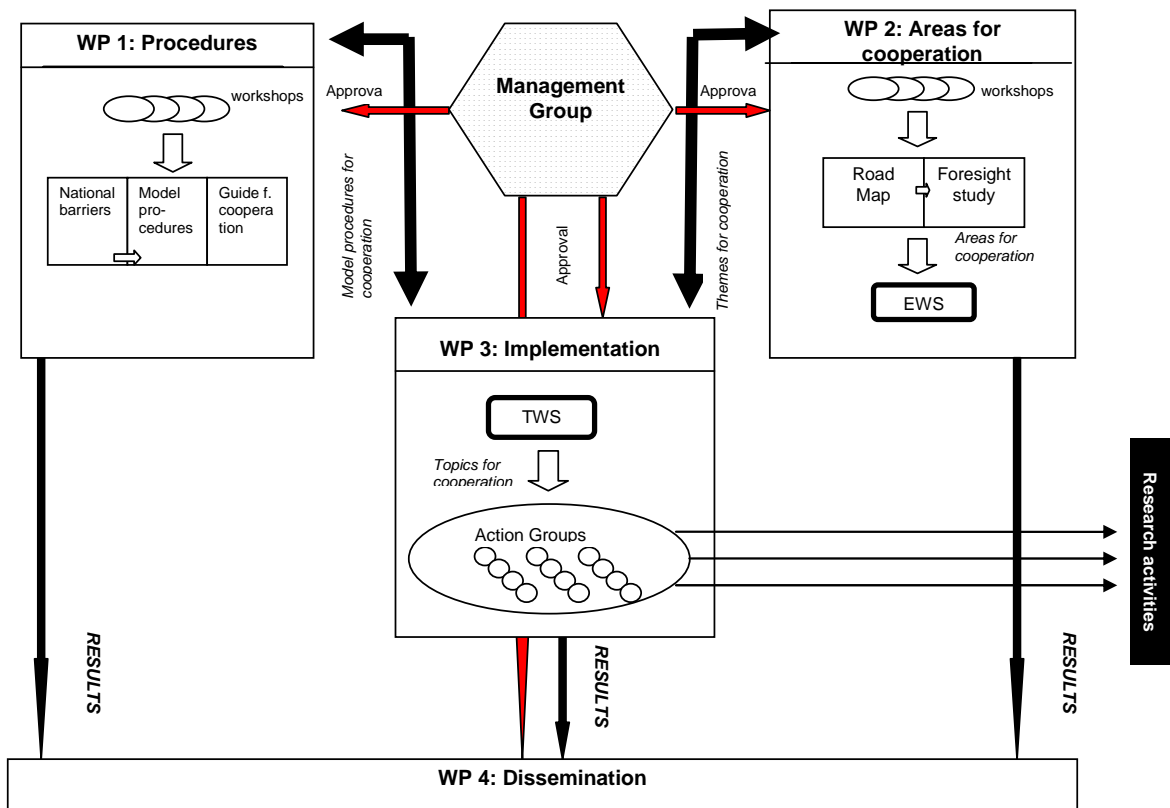 WP 1: Procedures
workshops
National
barriers
Model
pro-
cedures
Guide f.
coopera
tion
Approva
Management
Group
Approva
Model procedures for
cooperation
Approval
Themes for cooperation
WP 2: Areas for
cooperation
workshops
Road
Map
Foresight
study
Areas for
cooperation
EWS
WP 3: Implementation
TWS
Topics for
cooperation
Action Groups
Research activities
RESULTS
RESULTS
RESULTS
WP 4: Dissemination